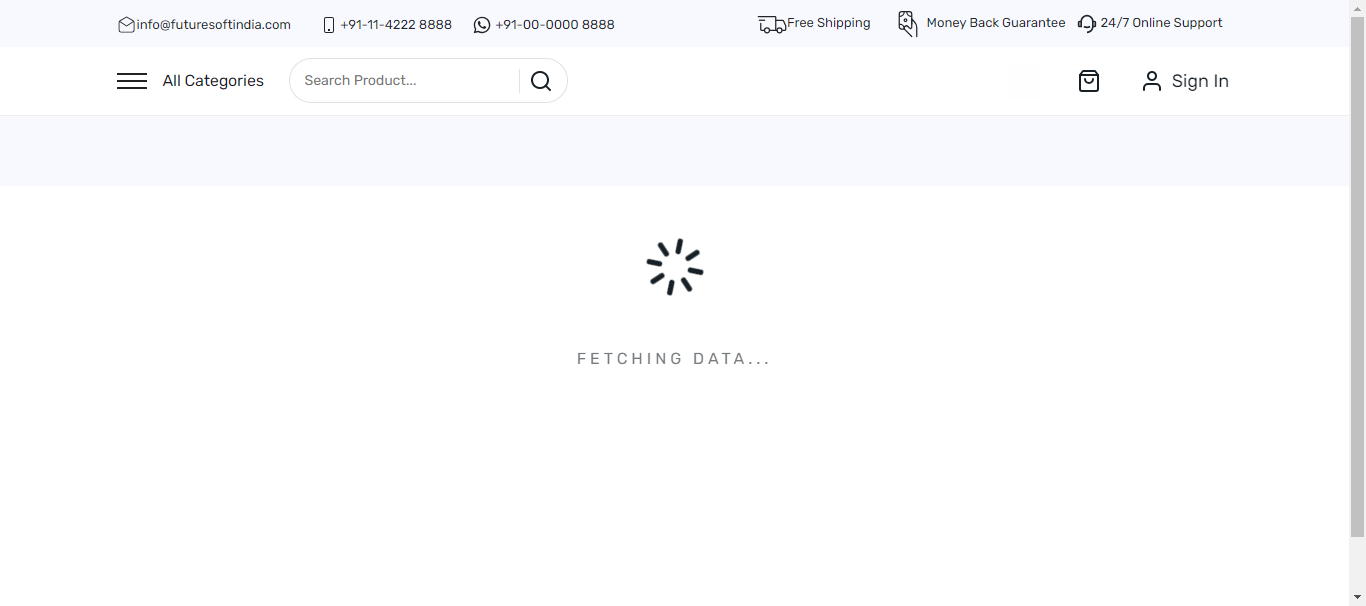 info@futuresoftindia.com +91-11-4222 8888 +91-00-0000 8888 Free Shipping Money Back Guarantee 24/7 Online Support
All Categories Search Product... Sign In
FETCHING DATA...